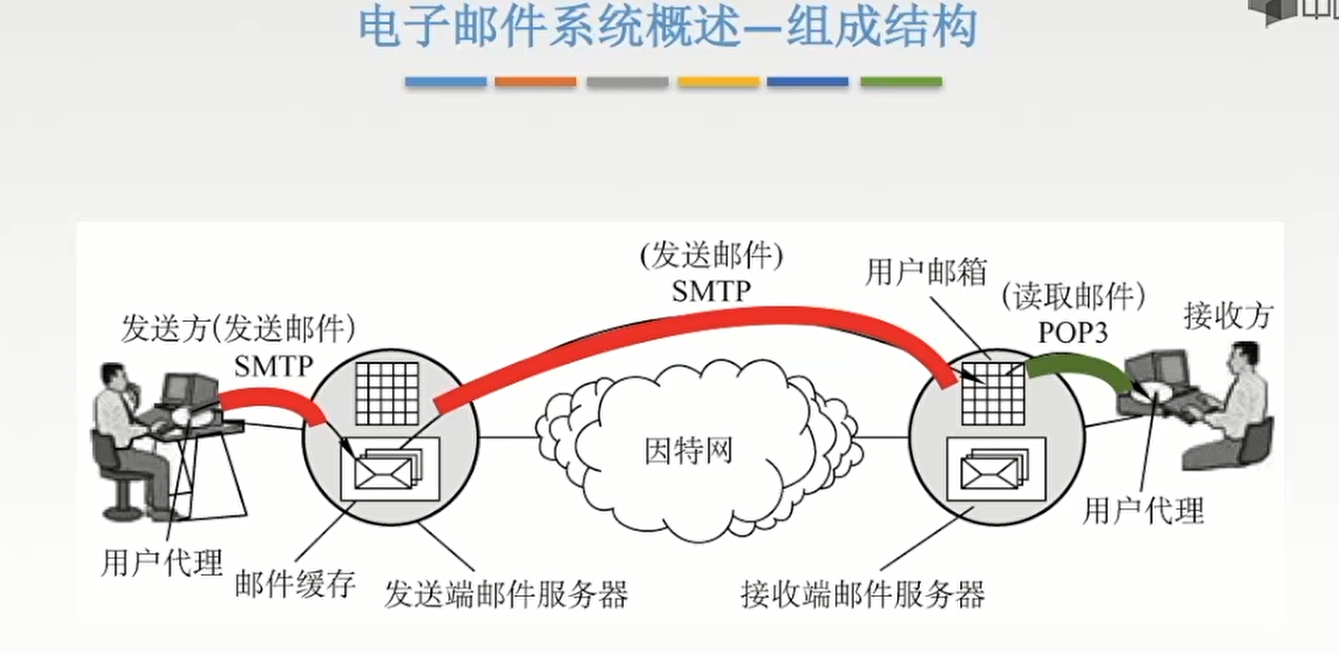 电子邮件系统概述—组成结构
(发送邮件)
SMTP
用户邮箱
(读取邮件)
POP3
接收方
发送方(发送邮件)
SMTP
因特网
用户代理
邮件缓存
发送端邮件服务器
接收端邮件服务器
用户代理